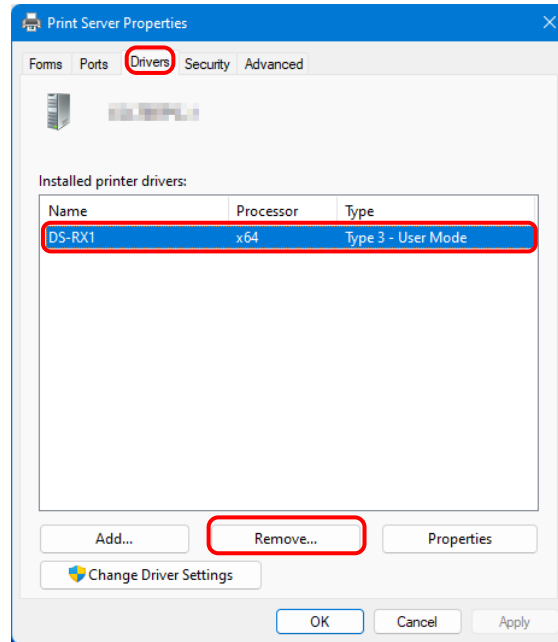 Print Server Properties
Forms Ports Drivers Security Advanced
Installed printer drivers:
Name Processor Type
DS-RX1 x64 Type 3 - User Mode
Add... Remove... Properties
Change Driver Settings
OK Cancel Apply